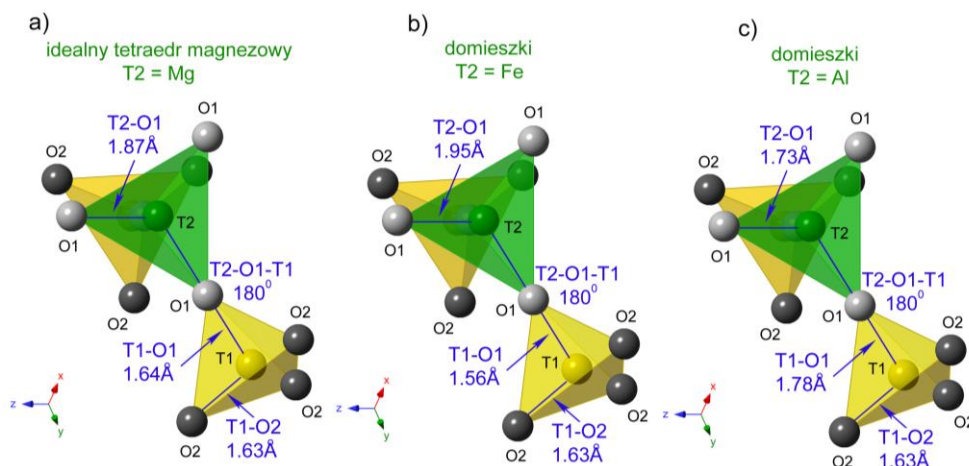 a)
idealny tetraedr magnezowy
T2 = Mg
O1
T2-O1
1.87Å
O2
T2
O1
T2-O1-T1
180⁰
O1
O2
T1-O1
1.64Å
T1
O2
O2
O2
T1-O2
1.63Å
x
z
y
b)
domieszki
T2 = Fe
O1
T2-O1
1.95Å
O2
T2
O1
T2-O1-T1
180⁰
O1
O2
T1-O1
1.56Å
T1
O2
O2
O2
T1-O2
1.63Å
x
z
y
c)
domieszki
T2 = Al
O1
T2-O1
1.73Å
O2
T2
O1
T2-O1-T1
180⁰
O1
O2
T1-O1
1.78Å
T1
O2
O2
O2
T1-O2
1.63Å
x
z
y